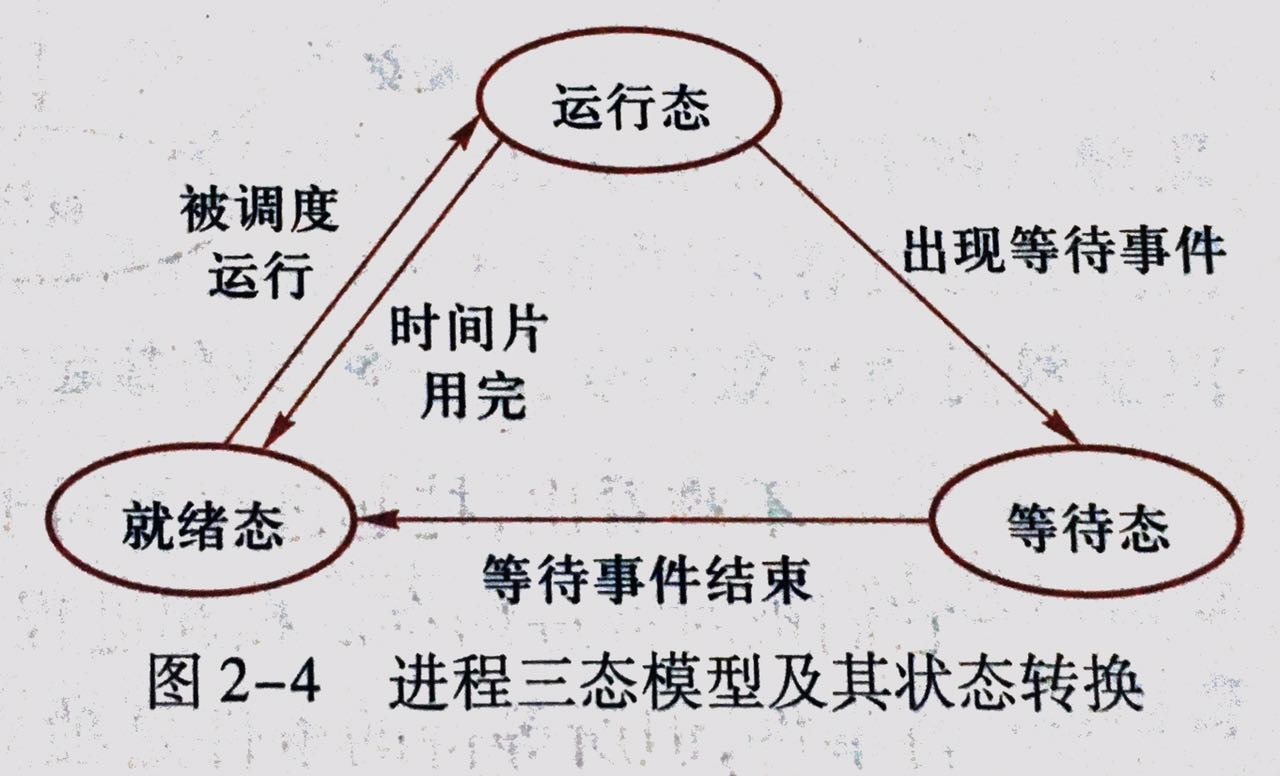 运行态
被调度
运行
出现等待事件
时间片
用完
就绪态
等待态
等待事件结束
图2-4 进程三态模型及其状态转换